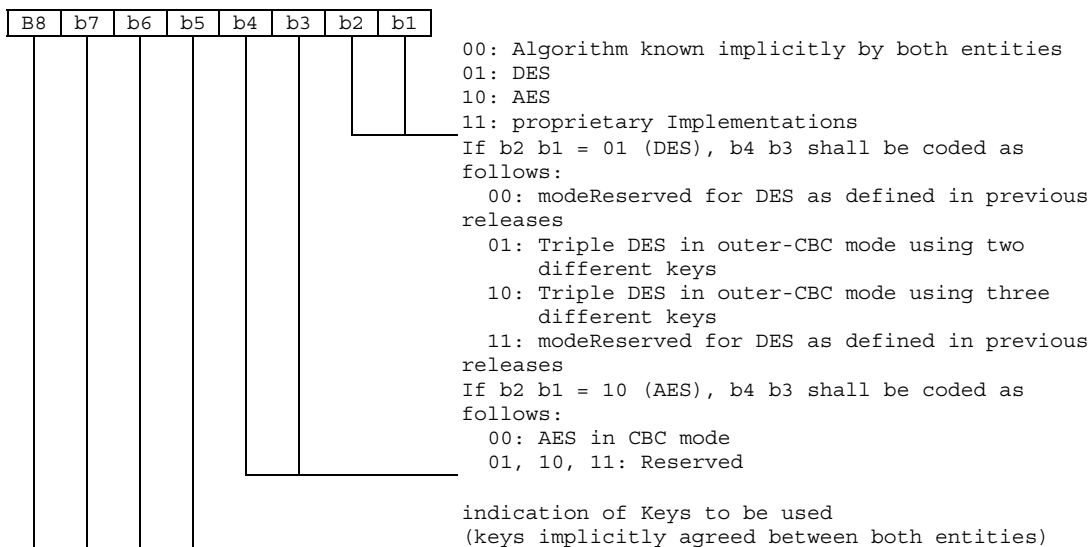 B8 b7 b6 b5 b4 b3 b2 b1
00: Algorithm known implicitly by both entities
01: DES
10: AES
11: proprietary Implementations
If b2 b1 = 01 (DES), b4 b3 shall be coded as
follows:
00: modeReserved for DES as defined in previous
releases
01: Triple DES in outer-CBC mode using two
different keys
10: Triple DES in outer-CBC mode using three
different keys
11: modeReserved for DES as defined in previous
releases
If b2 b1 = 10 (AES), b4 b3 shall be coded as
follows:
00: AES in CBC mode
01, 10, 11: Reserved
indication of Keys to be used
(keys implicitly agreed between both entities)